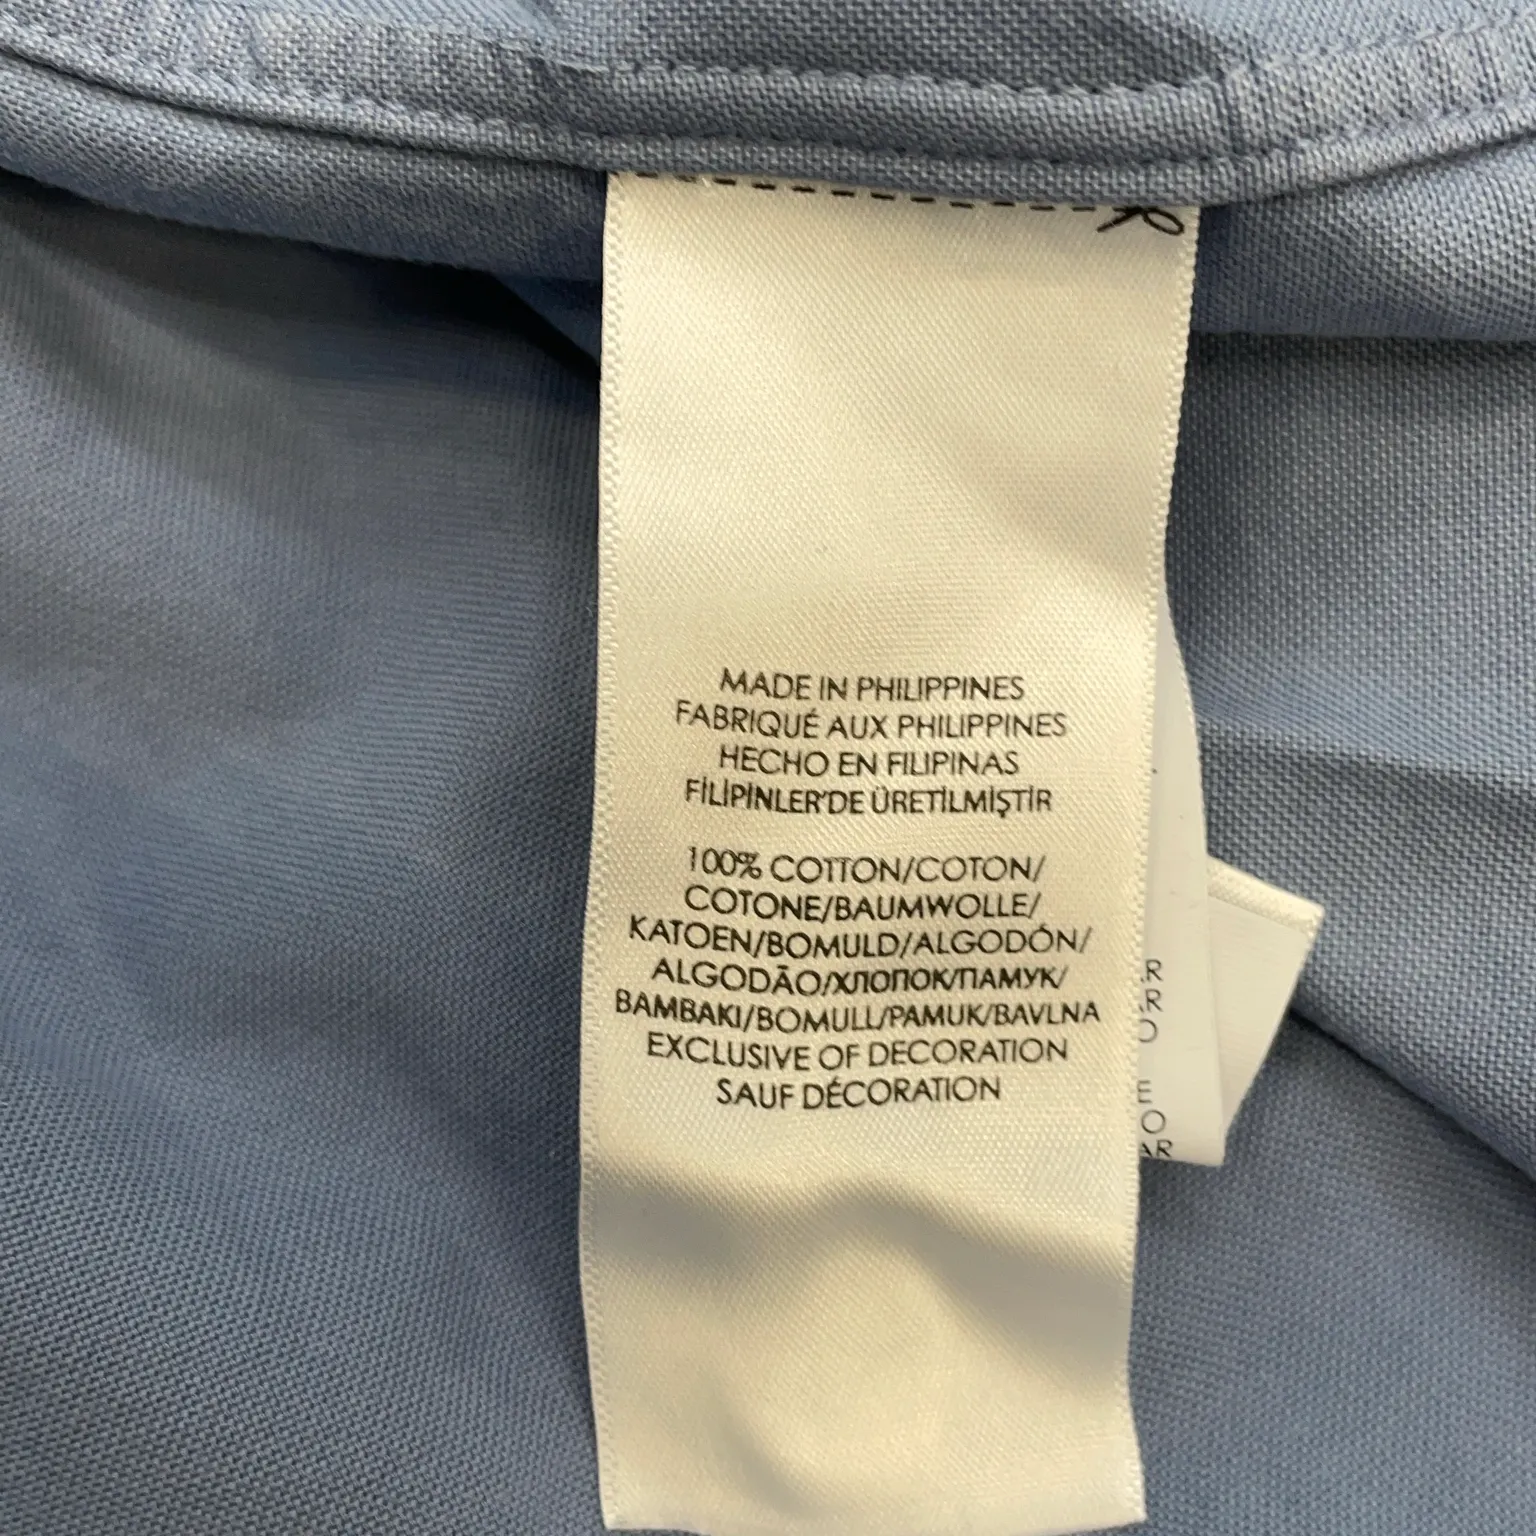 MADE IN PHILIPPINES
FABRIQUÉ AUX PHILIPPINES
HECHO EN FILIPINAS
FİLİPİNLER'DE ÜRETİLMİŞTİR
100% COTTON/COTON/
COTONE/BAUMWOLLE/
KATOEN/BOMULD/ALGODÓN/
ALGODÃO/ХЛОПОК/ПАМУК/
BAMBAKI/BOMULL/PAMUK/BAVLNA
EXCLUSIVE OF DECORATION
SAUF DÉCORATION